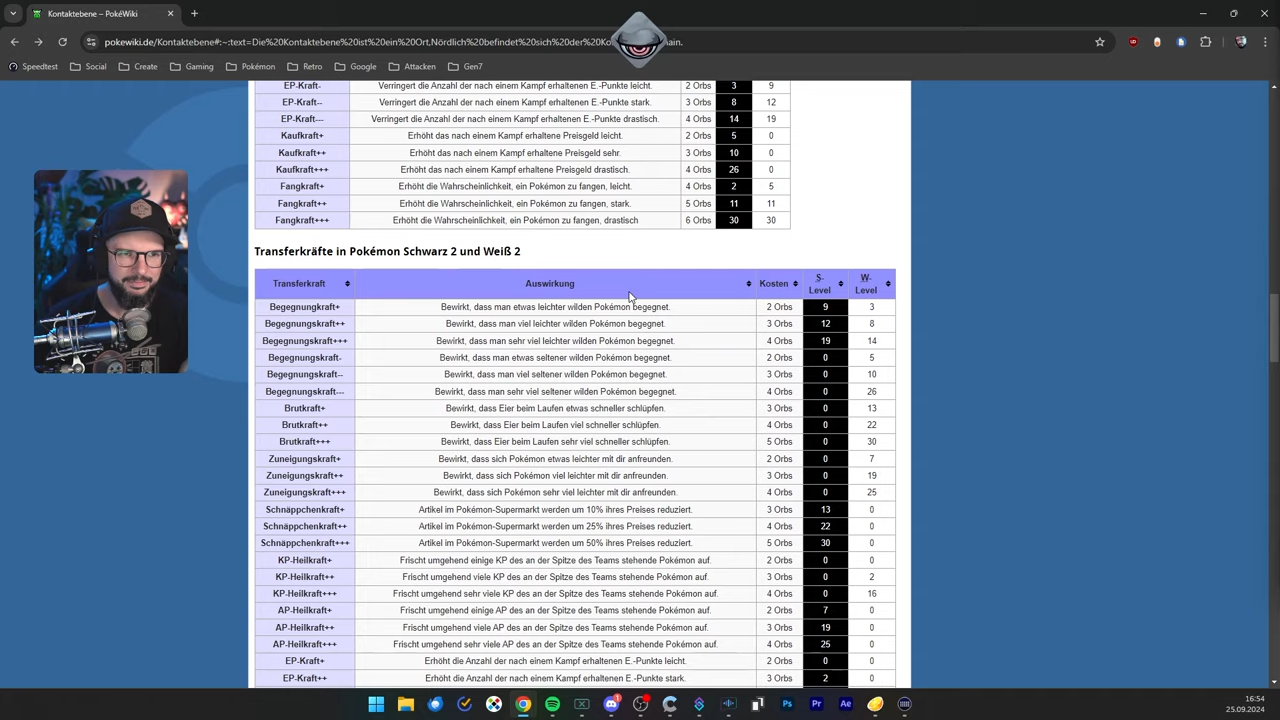 Kontaktebene – PokéWiki
pokewiki.de/Kontaktebene#:~:text=Die%20Kontaktebene%20ist%20ein%20Ort,Nördlich%20befindet%20sich%20der%20Ko
Speedtest Social Create Gaming Pokémon Retro Google Attacken Gen7
EP-Kraft- Verringert die Anzahl der nach einem Kampf erhaltenen E.-Punkte leicht. 2 Orbs 3 9
EP-Kraft-- Verringert die Anzahl der nach einem Kampf erhaltenen E.-Punkte stark. 3 Orbs 8 12
EP-Kraft--- Verringert die Anzahl der nach einem Kampf erhaltenen E.-Punkte drastisch. 4 Orbs 14 19
Kaufkraft+ Erhöht das nach einem Kampf erhaltene Preisgeld leicht. 2 Orbs 5 0
Kaufkraft++ Erhöht das nach einem Kampf erhaltene Preisgeld sehr. 3 Orbs 10 0
Kaufkraft+++ Erhöht das nach einem Kampf erhaltene Preisgeld drastisch. 4 Orbs 26 0
Fangkraft+ Erhöht die Wahrscheinlichkeit, ein Pokémon zu fangen, leicht. 4 Orbs 2 5
Fangkraft++ Erhöht die Wahrscheinlichkeit, ein Pokémon zu fangen, stark. 5 Orbs 11 11
Fangkraft+++ Erhöht die Wahrscheinlichkeit, ein Pokémon zu fangen, drastisch 6 Orbs 30 30
Transferkräfte in Pokémon Schwarz 2 und Weiß 2
Transferkraft Auswirkung Kosten S-Level W-Level
Begegnungkraft+ Bewirkt, dass man etwas leichter wilden Pokémon begegnet. 2 Orbs 9 3
Begegnungskraft++ Bewirkt, dass man viel leichter wilden Pokémon begegnet. 3 Orbs 12 8
Begegnungskraft+++ Bewirkt, dass man sehr viel leichter wilden Pokémon begegnet. 4 Orbs 19 14
Begegnungskraft- Bewirkt, dass man etwas seltener wilden Pokémon begegnet. 2 Orbs 0 5
Begegnungskraft-- Bewirkt, dass man viel seltener wilden Pokémon begegnet. 3 Orbs 0 10
Begegnungskraft--- Bewirkt, dass man sehr viel seltener wilden Pokémon begegnet. 4 Orbs 0 26
Brutkraft+ Bewirkt, dass Eier beim Laufen etwas schneller schlüpfen. 3 Orbs 0 13
Brutkraft++ Bewirkt, dass Eier beim Laufen viel schneller schlüpfen. 4 Orbs 0 22
Brutkraft+++ Bewirkt, dass Eier beim Laufen sehr viel schneller schlüpfen. 5 Orbs 0 30
Zuneigungskraft+ Bewirkt, dass sich Pokémon etwas leichter mit dir anfreunden. 2 Orbs 0 7
Zuneigungskraft++ Bewirkt, dass sich Pokémon viel leichter mit dir anfreunden. 3 Orbs 0 19
Zuneigungskraft+++ Bewirkt, dass sich Pokémon sehr viel leichter mit dir anfreunden. 4 Orbs 0 25
Schnäppchenkraft+ Artikel im Pokémon-Supermarkt werden um 10% ihres Preises reduziert. 3 Orbs 13 0
Schnäppchenkraft++ Artikel im Pokémon-Supermarkt werden um 25% ihres Preises reduziert. 4 Orbs 22 0
Schnäppchenkraft+++ Artikel im Pokémon-Supermarkt werden um 50% ihres Preises reduziert. 5 Orbs 30 0
KP-Heilkraft+ Frischt umgehend einige KP des an der Spitze des Teams stehende Pokémon auf. 2 Orbs 0 0
KP-Heilkraft++ Frischt umgehend viele KP des an der Spitze des Teams stehende Pokémon auf. 3 Orbs 0 2
KP-Heilkraft+++ Frischt umgehend sehr viele KP des an der Spitze des Teams stehende Pokémon auf. 4 Orbs 0 16
AP-Heilkraft+ Frischt umgehend einige AP des an der Spitze des Teams stehende Pokémon auf. 2 Orbs 7 0
AP-Heilkraft++ Frischt umgehend viele AP des an der Spitze des Teams stehende Pokémon auf. 3 Orbs 19 0
AP-Heilkraft+++ Frischt umgehend sehr viele AP des an der Spitze des Teams stehende Pokémon auf. 4 Orbs 25 0
EP-Kraft+ Erhöht die Anzahl der nach einem Kampf erhaltenen E.-Punkte leicht. 2 Orbs 0 0
EP-Kraft++ Erhöht die Anzahl der nach einem Kampf erhaltenen E.-Punkte stark. 3 Orbs 2 0
16:54
25.09.2024